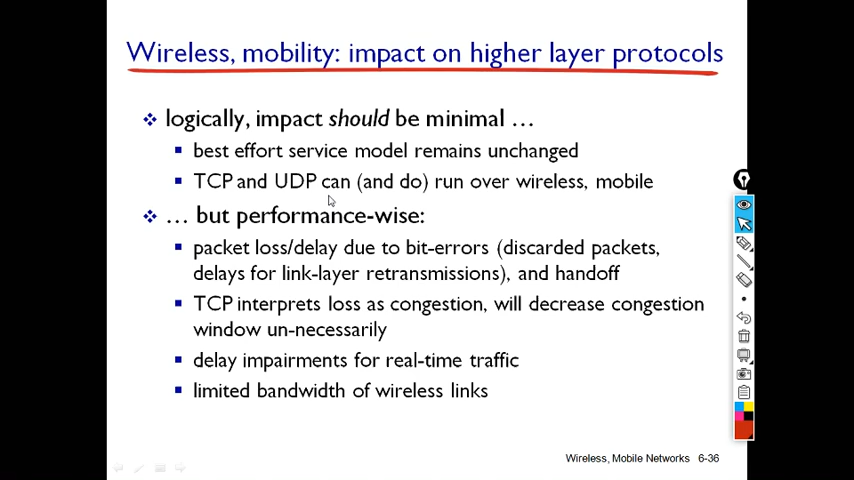 Wireless, mobility: impact on higher layer protocols
logically, impact should be minimal …
best effort service model remains unchanged
TCP and UDP can (and do) run over wireless, mobile
… but performance-wise:
packet loss/delay due to bit-errors (discarded packets,
delays for link-layer retransmissions), and handoff
TCP interprets loss as congestion, will decrease congestion
window un-necessarily
delay impairments for real-time traffic
limited bandwidth of wireless links
Wireless, Mobile Networks 6-36